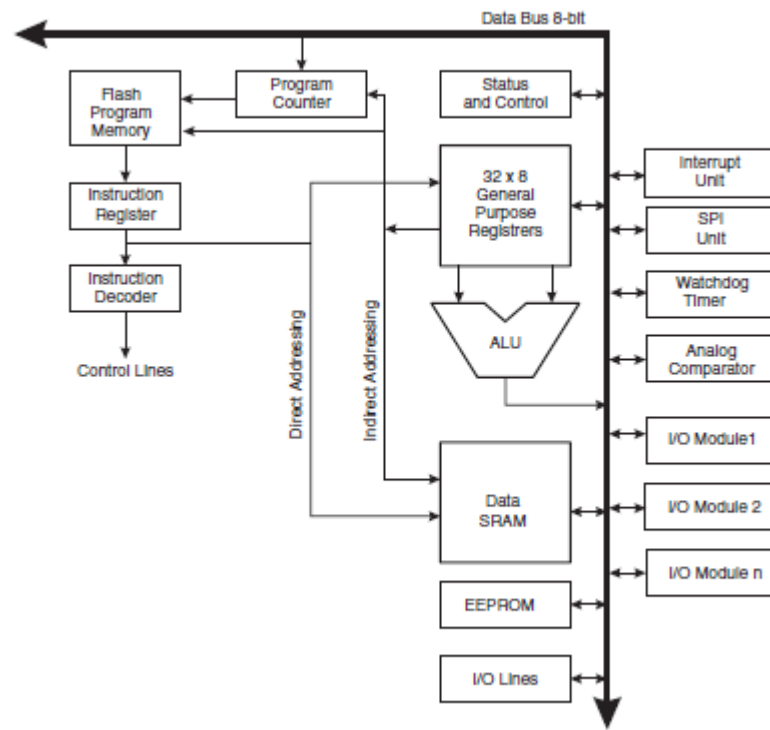 Data Bus 8-bit
Flash
Program
Memory
Program
Counter
Status
and Control
Instruction
Register
32 x 8
General
Purpose
Registrers
Interrupt
Unit
SPI
Unit
Instruction
Decoder
Watchdog
Timer
ALU
Analog
Comparator
Control Lines
Direct Addressing
Indirect Addressing
I/O Module1
Data
SRAM
I/O Module 2
I/O Module n
EEPROM
I/O Lines